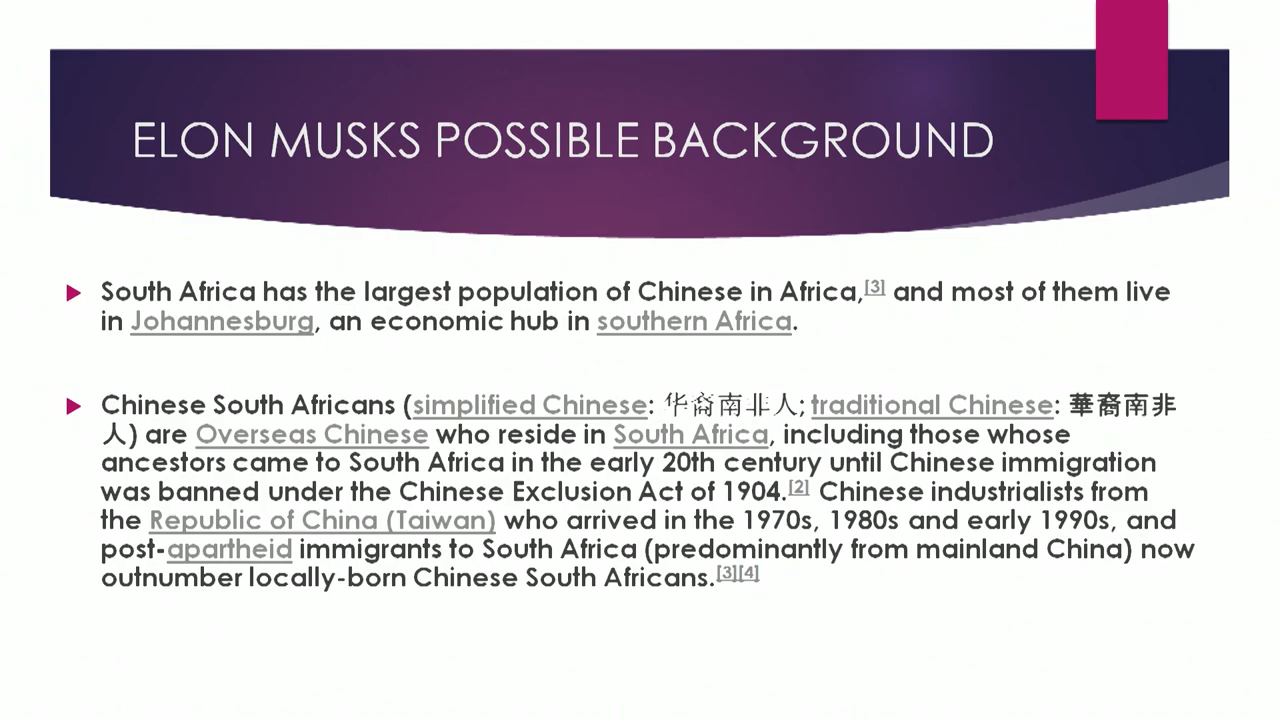 ELON MUSKS POSSIBLE BACKGROUND
South Africa has the largest population of Chinese in Africa,[3] and most of them live
in Johannesburg, an economic hub in southern Africa.
Chinese South Africans (simplified Chinese: 华裔南非人; traditional Chinese: 華裔南非
人) are Overseas Chinese who reside in South Africa, including those whose
ancestors came to South Africa in the early 20th century until Chinese immigration
was banned under the Chinese Exclusion Act of 1904.[2] Chinese industrialists from
the Republic of China (Taiwan) who arrived in the 1970s, 1980s and early 1990s, and
post-apartheid immigrants to South Africa (predominantly from mainland China) now
outnumber locally-born Chinese South Africans.[3][4]